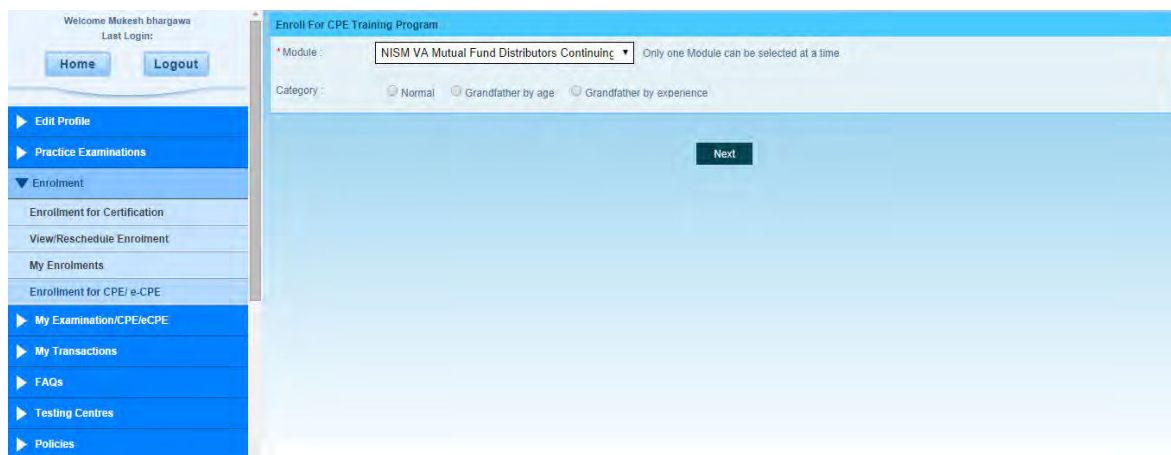 Welcome Mukesh bhargawa
Last Login:
Home Logout
Edit Profile
Practice Examinations
Enrolment
Enrollment for Certification
View/Reschedule Enrolment
My Enrolments
Enrollment for CPE/ e-CPE
My Examination/CPE/eCPE
My Transactions
FAQs
Testing Centres
Policies
Enroll For CPE Training Program
*Module : NISM VA Mutual Fund Distributors Continuing Only one Module can be selected at a time
Category : Normal Grandfather by age Grandfather by experience
Next